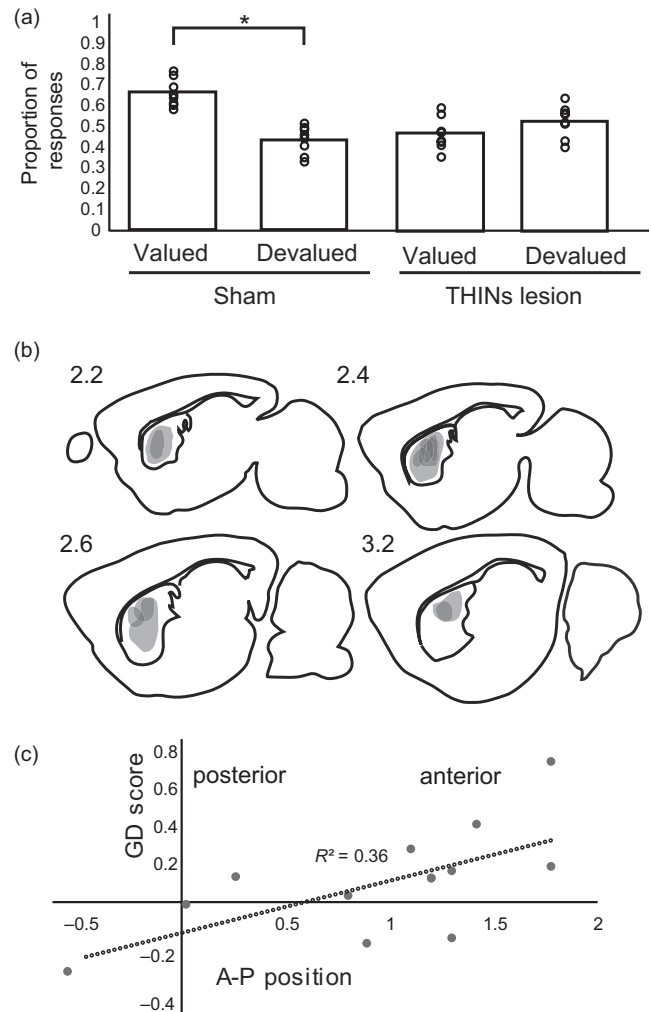 (a)
1
0.9
0.8
0.7
0.6
0.5
0.4
0.3
0.2
0.1
0
Proportion of
responses
*
Valued Devalued Valued Devalued
Sham THINs lesion
(b)
2.2 2.4
2.6 3.2
(c)
GD score
0.8
0.6
0.4
0.2
–0.2
–0.4
posterior anterior
R² = 0.36
–0.5 0.5 1 1.5 2
A-P position